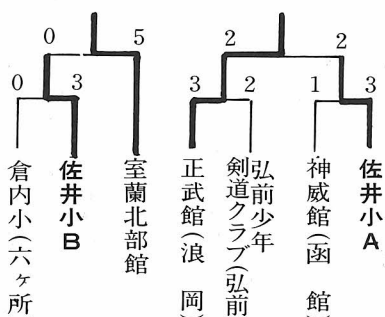 0 5 2 2
0 3 3 2 1 3
佐井小A
神威館(函 館)
弘前少年
剣道クラブ(弘前
正武館(浪 岡)
室蘭北部館
佐井小B
倉内小(六ヶ所